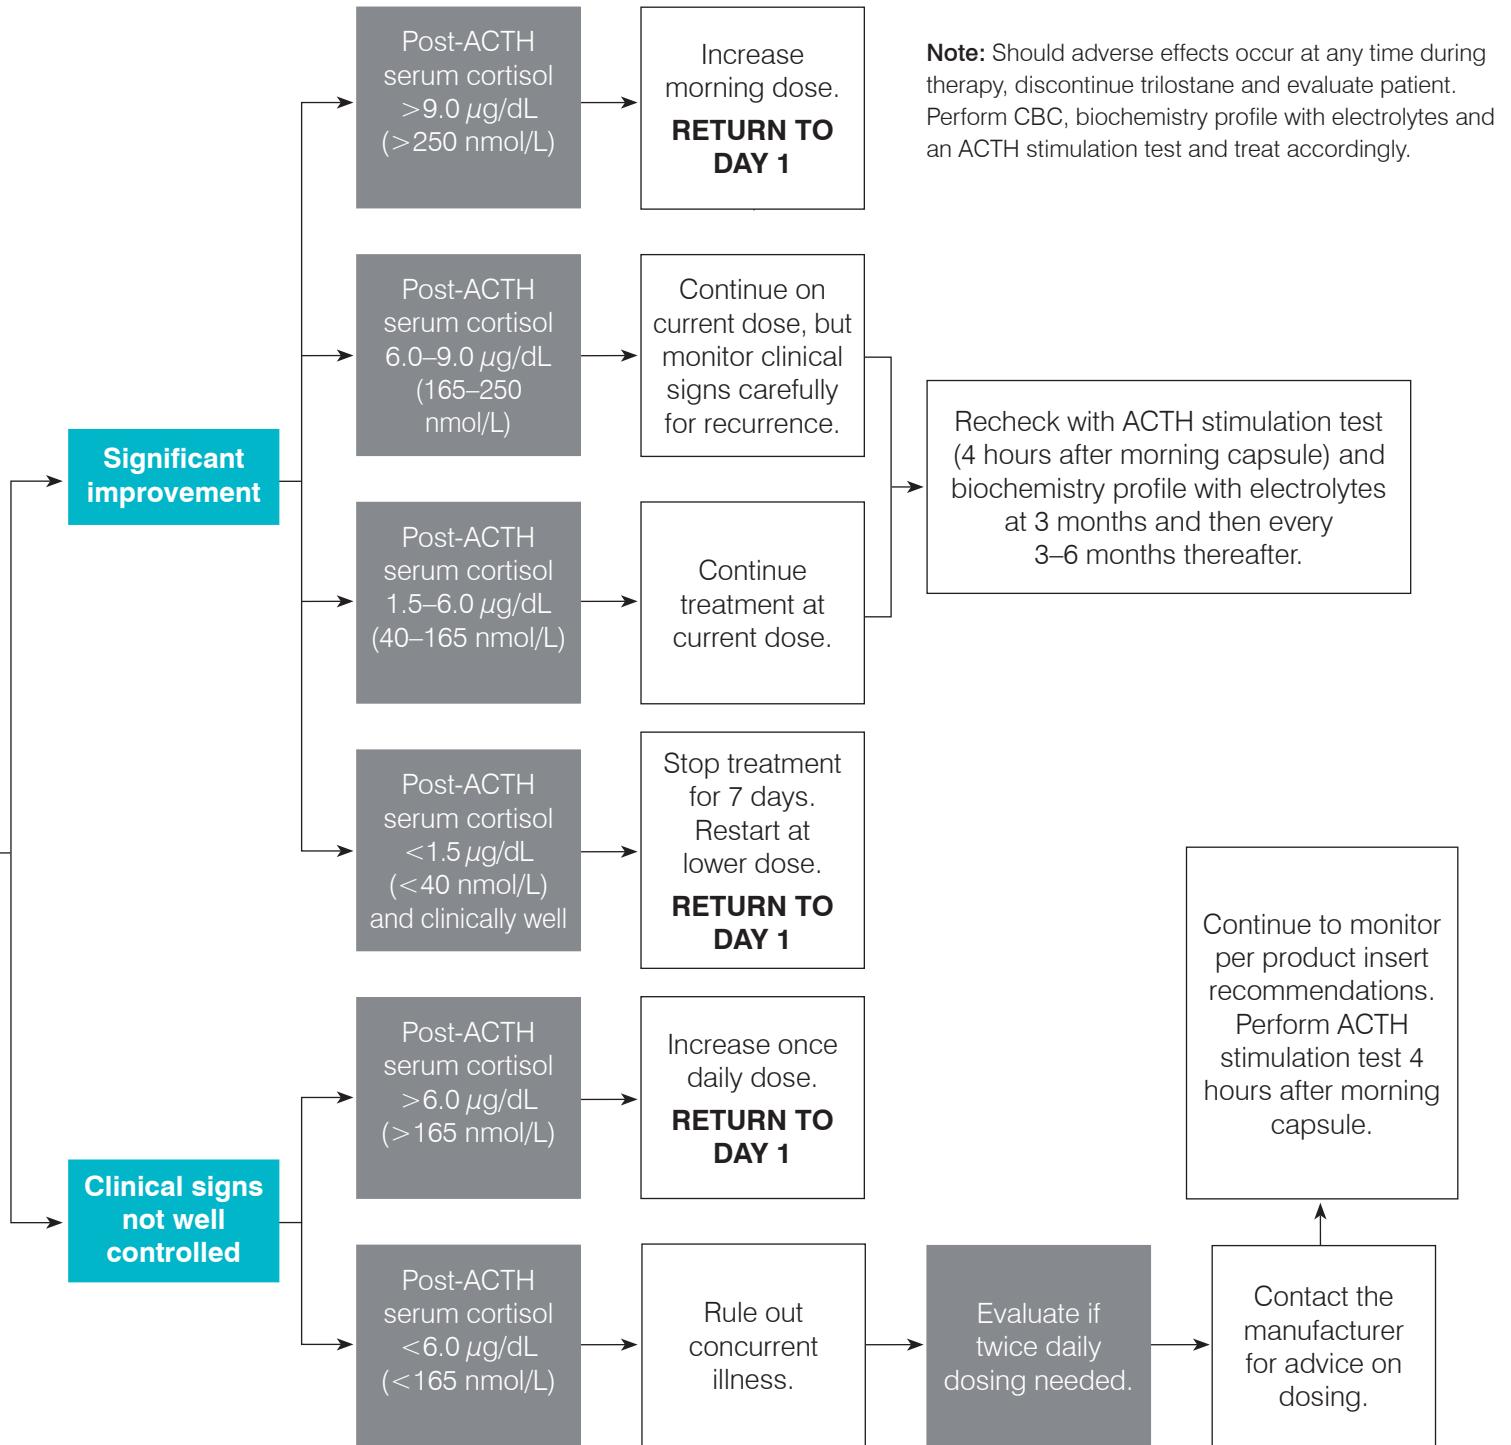 Post-ACTH
serum cortisol
>9.0 µg/dL
(>250 nmol/L)
Increase
morning dose.
RETURN TO
DAY 1
Note: Should adverse effects occur at any time during
therapy, discontinue trilostane and evaluate patient.
Perform CBC, biochemistry profile with electrolytes and
an ACTH stimulation test and treat accordingly.
Post-ACTH
serum cortisol
6.0–9.0 µg/dL
(165–250
nmol/L)
Continue on
current dose, but
monitor clinical
signs carefully
for recurrence.
Recheck with ACTH stimulation test
(4 hours after morning capsule) and
biochemistry profile with electrolytes
at 3 months and then every
3–6 months thereafter.
Significant
improvement
Post-ACTH
serum cortisol
1.5–6.0 µg/dL
(40–165 nmol/L)
Continue
treatment at
current dose.
Post-ACTH
serum cortisol
<1.5 µg/dL
(<40 nmol/L)
and clinically well
Stop treatment
for 7 days.
Restart at
lower dose.
RETURN TO
DAY 1
Post-ACTH
serum cortisol
>6.0 µg/dL
(>165 nmol/L)
Increase once
daily dose.
RETURN TO
DAY 1
Continue to monitor
per product insert
recommendations.
Perform ACTH
stimulation test 4
hours after morning
capsule.
Clinical signs
not well
controlled
Post-ACTH
serum cortisol
<6.0 µg/dL
(<165 nmol/L)
Rule out
concurrent
illness.
Evaluate if
twice daily
dosing needed.
Contact the
manufacturer
for advice on
dosing.